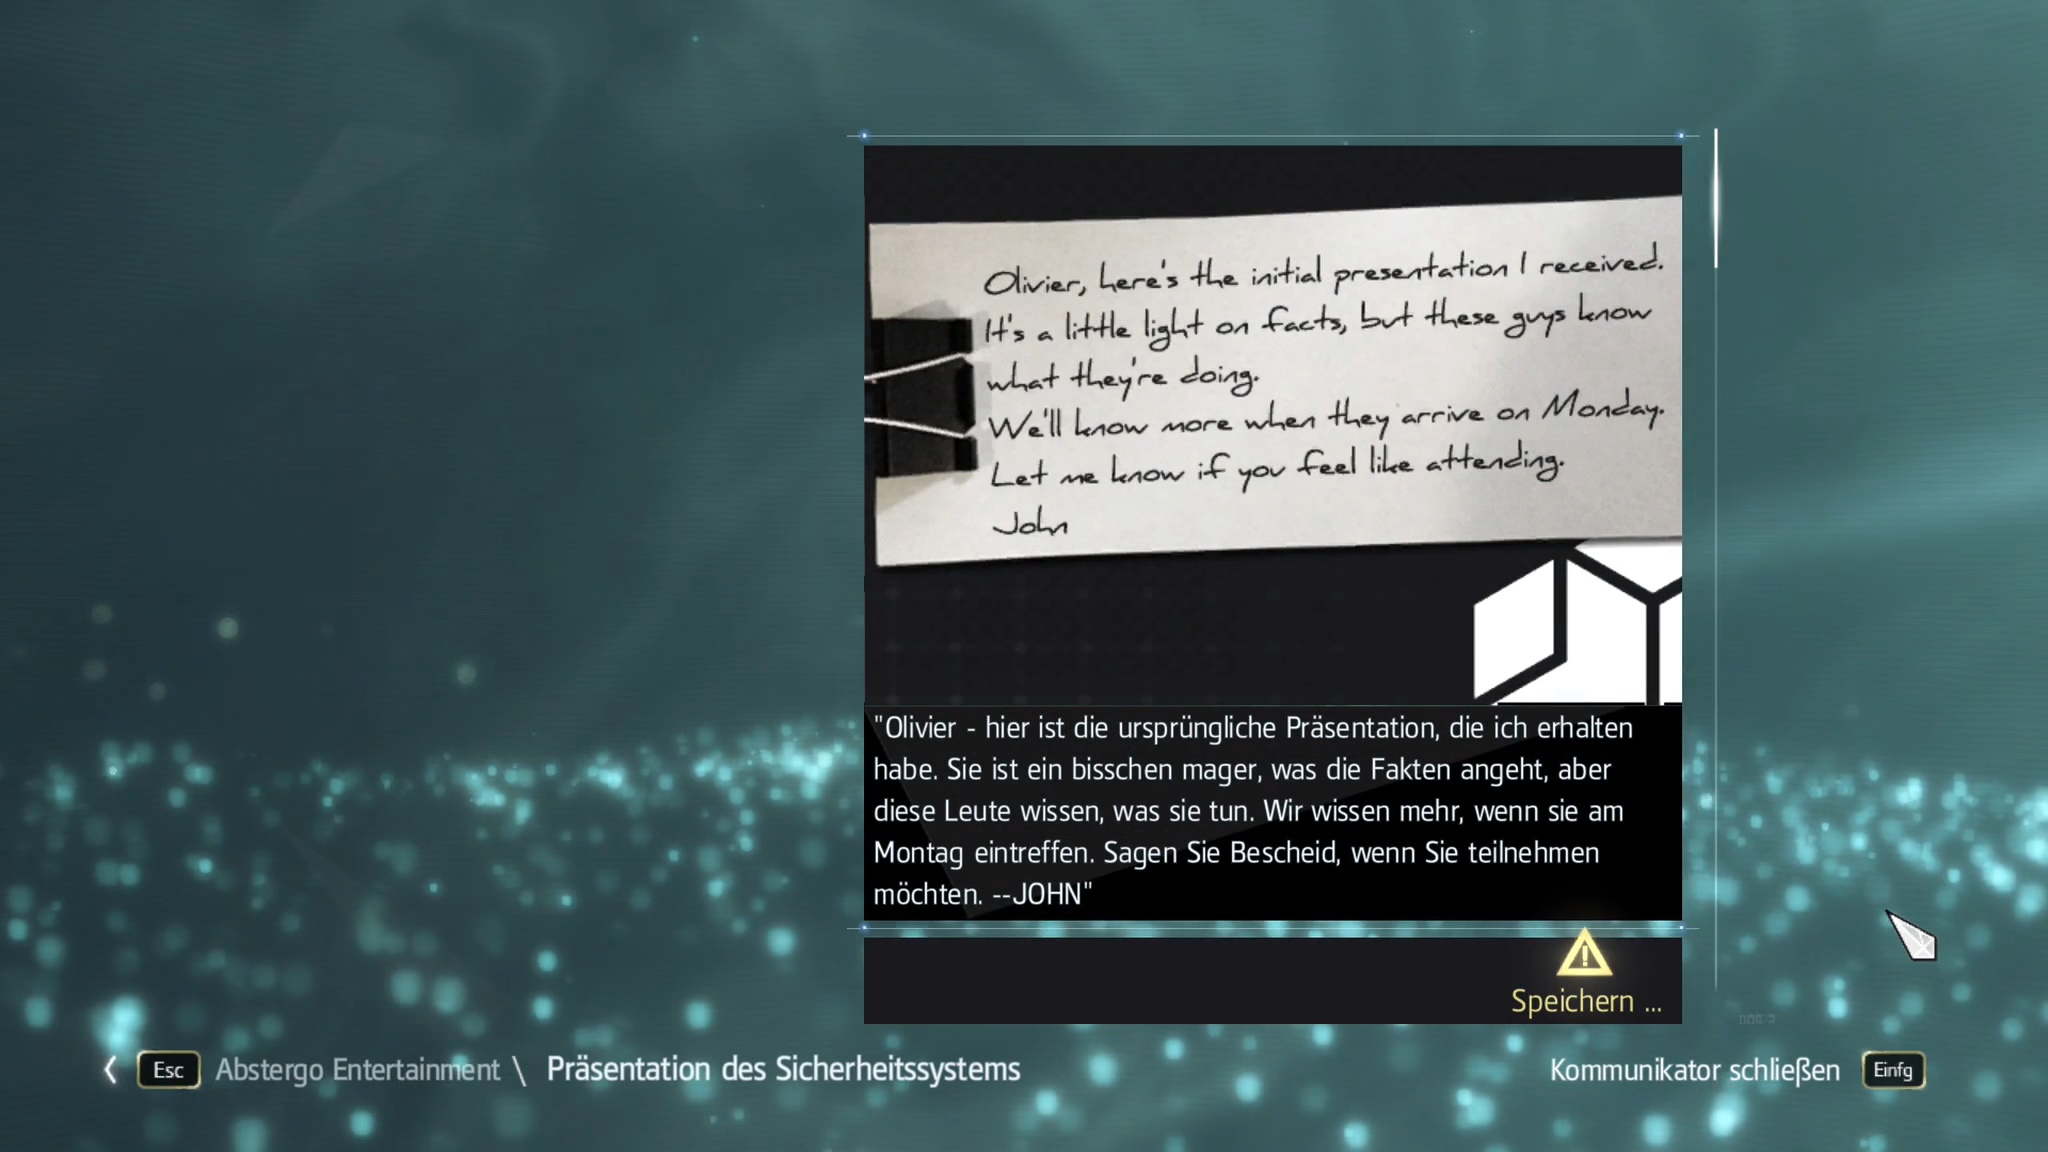 Olivier, here's the initial presentation I received.
It's a little light on facts, but these guys know
what they're doing.
We'll know more when they arrive on Monday.
Let me know if you feel like attending.
John
"Olivier - hier ist die ursprüngliche Präsentation, die ich erhalten
habe. Sie ist ein bisschen mager, was die Fakten angeht, aber
diese Leute wissen, was sie tun. Wir wissen mehr, wenn sie am
Montag eintreffen. Sagen Sie Bescheid, wenn Sie teilnehmen
möchten. --JOHN"
Speichern ...
Esc Abstergo Entertainment \ Präsentation des Sicherheitssystems
Kommunikator schließen Einfg